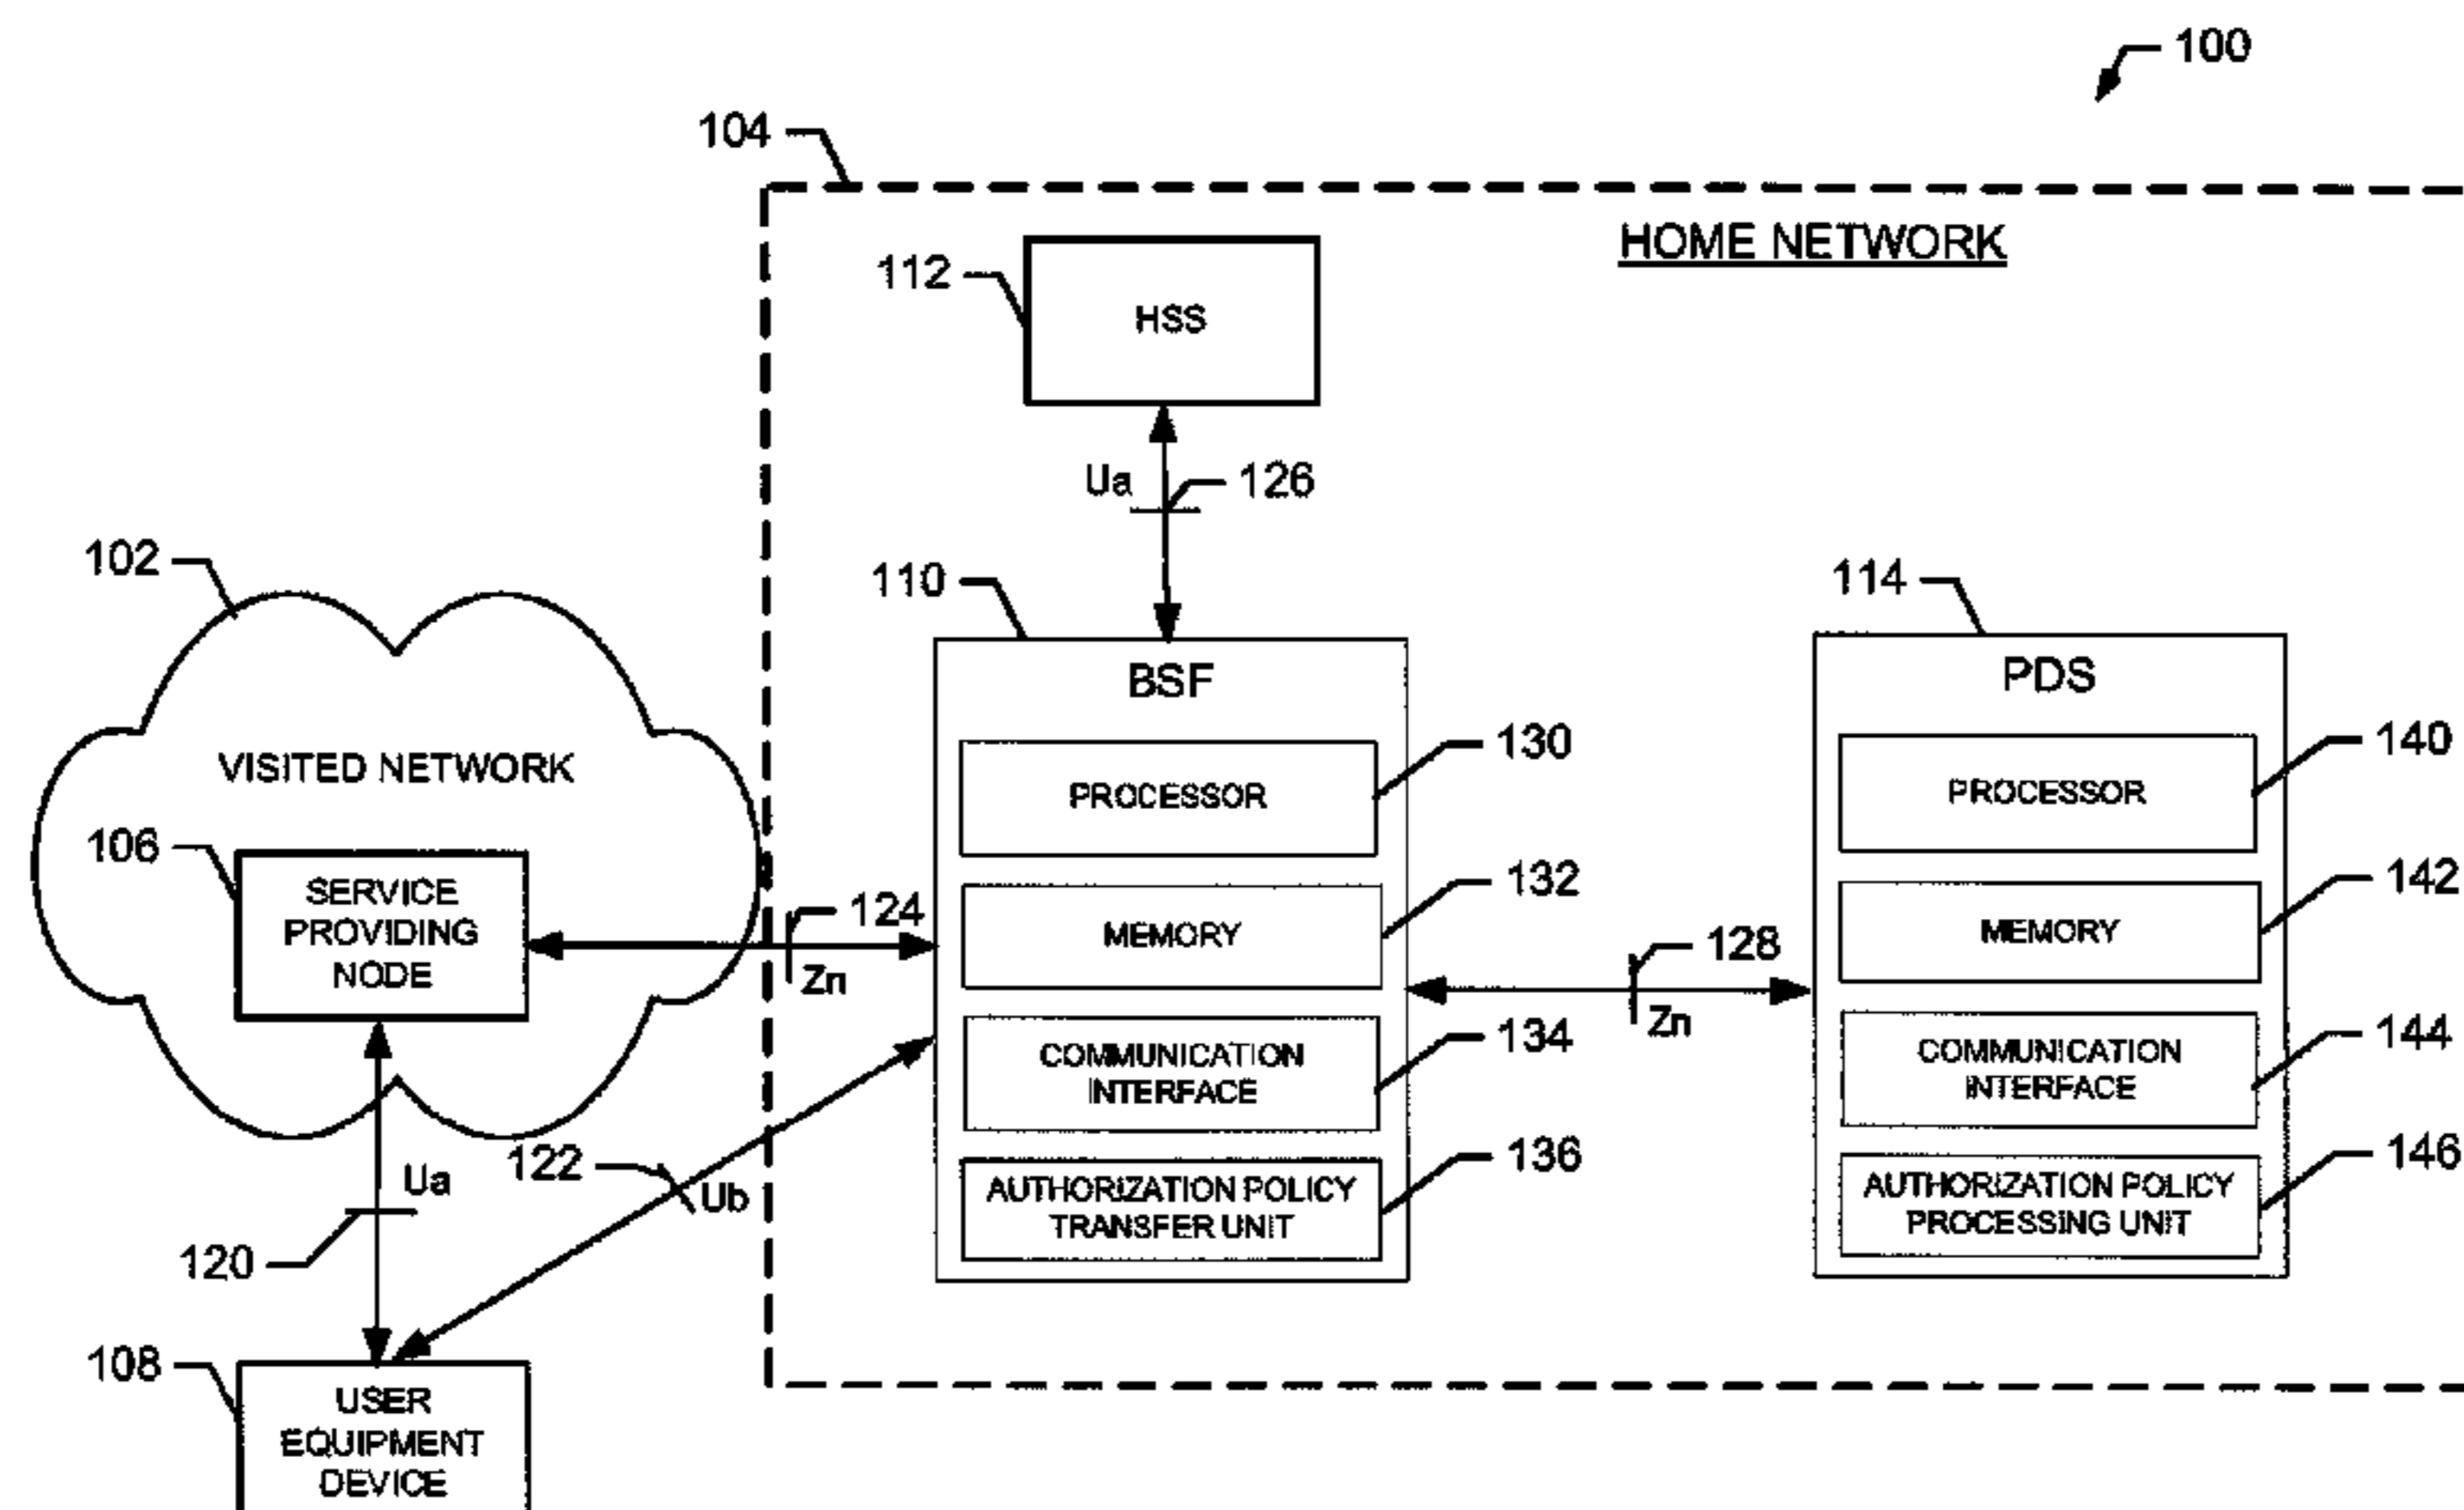 100
104
HOME NETWORK
112
HSS
Ua
126
102
110
114
BSF
PDS
VISITED NETWORK
130
140
PROCESSOR
PROCESSOR
106
SERVICE
PROVIDING
NODE
132
142
124
MEMORY
MEMORY
Zn
128
Zn
134
144
COMMUNICATION
INTERFACE
COMMUNICATION
INTERFACE
122
Ua
Ub
136
146
AUTHORIZATION POLICY
TRANSFER UNIT
AUTHORIZATION POLICY
PROCESSING UNIT
120
108
USER
EQUIPMENT
DEVICE